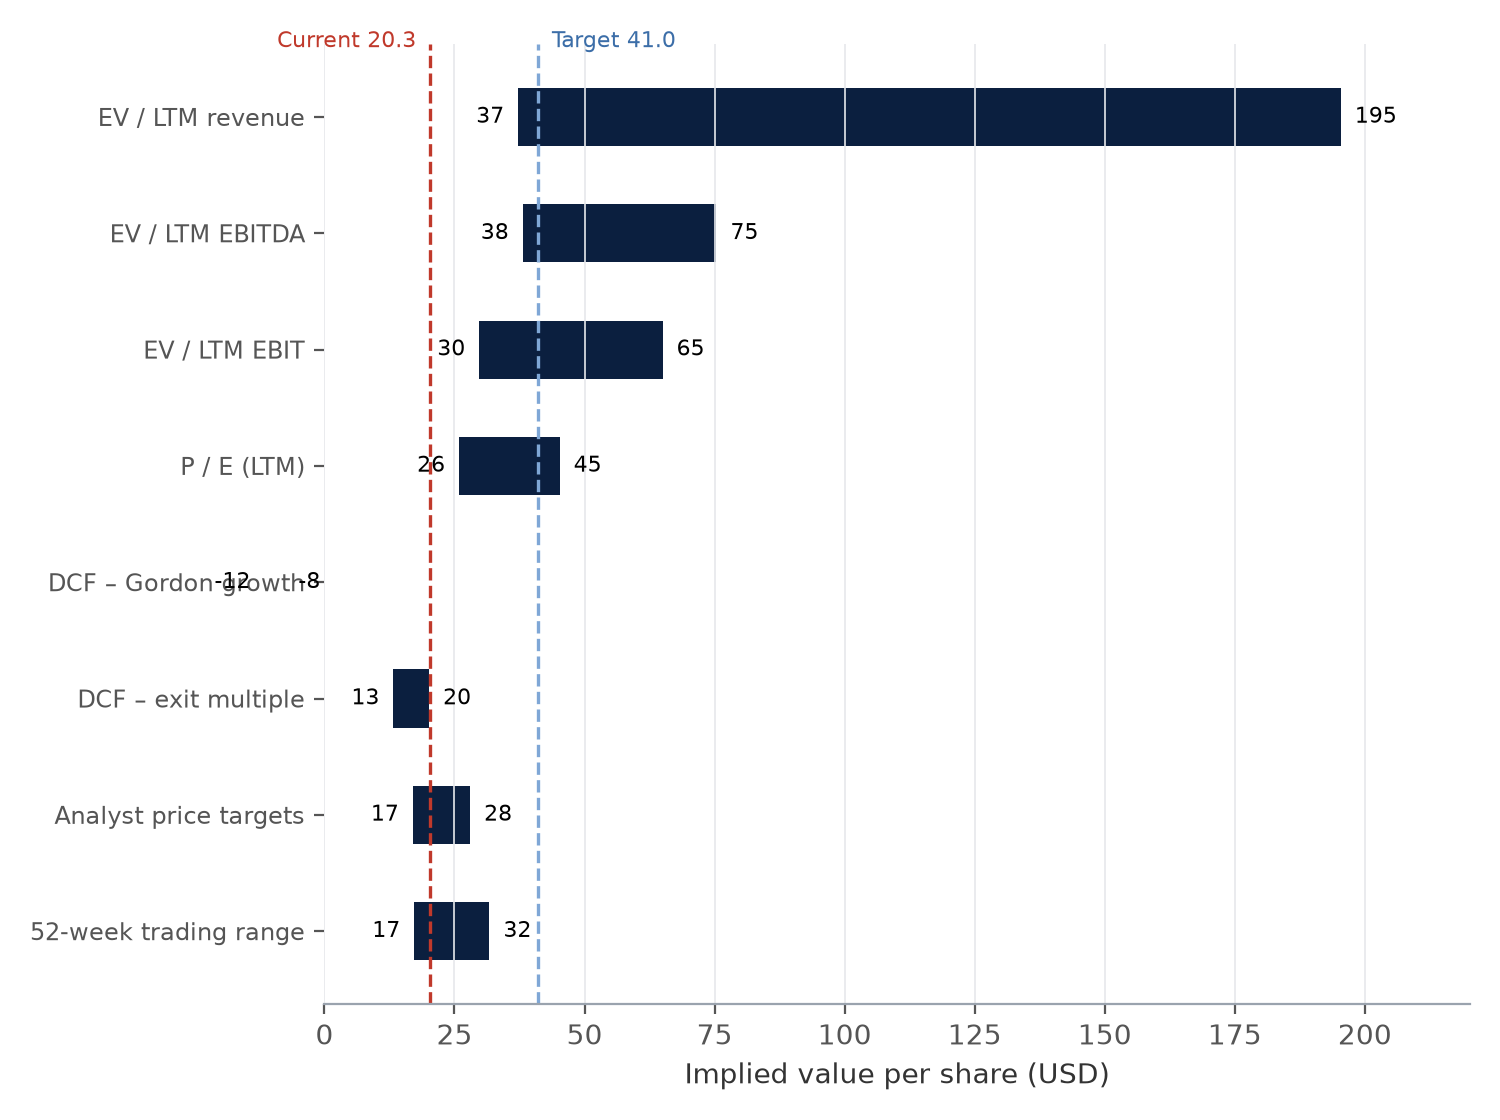 Current 20.3 Target 41.0
EV / LTM revenue 37 195
EV / LTM EBITDA 38 75
EV / LTM EBIT 30 65
P / E (LTM) 26 45
DCF – Gordon growth -12 -8
DCF – exit multiple 13 20
Analyst price targets 17 28
52-week trading range 17 32
0 25 50 75 100 125 150 175 200
Implied value per share (USD)